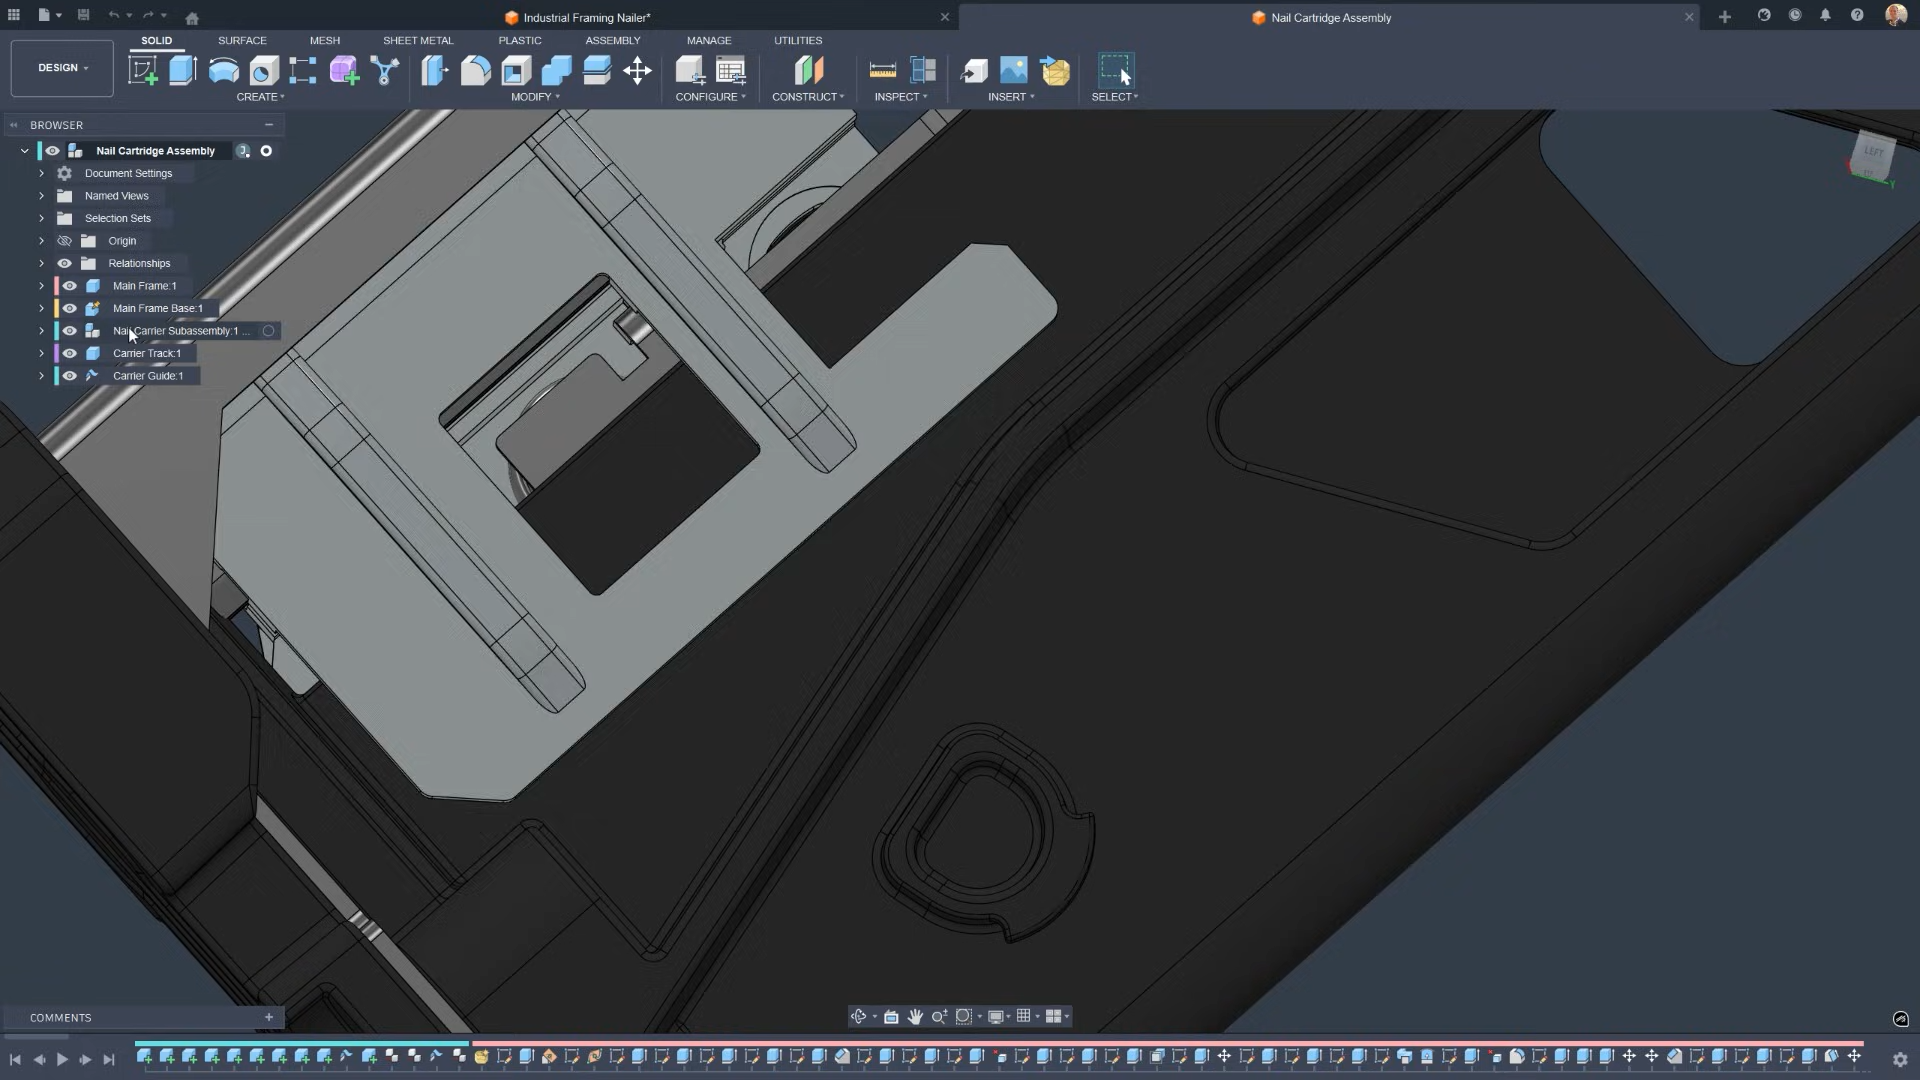 Industrial Framing Nailer*
Nail Cartridge Assembly
DESIGN
SOLID
SURFACE
MESH
SHEET METAL
PLASTIC
ASSEMBLY
MANAGE
UTILITIES
CREATE
MODIFY
CONFIGURE
CONSTRUCT
INSPECT
INSERT
SELECT
BROWSER
Nail Cartridge Assembly
Document Settings
Named Views
Selection Sets
Origin
Relationships
Main Frame:1
Main Frame Base:1
Nail Carrier Subassembly:1 ...
Carrier Track:1
Carrier Guide:1
LEFT
Y
COMMENTS